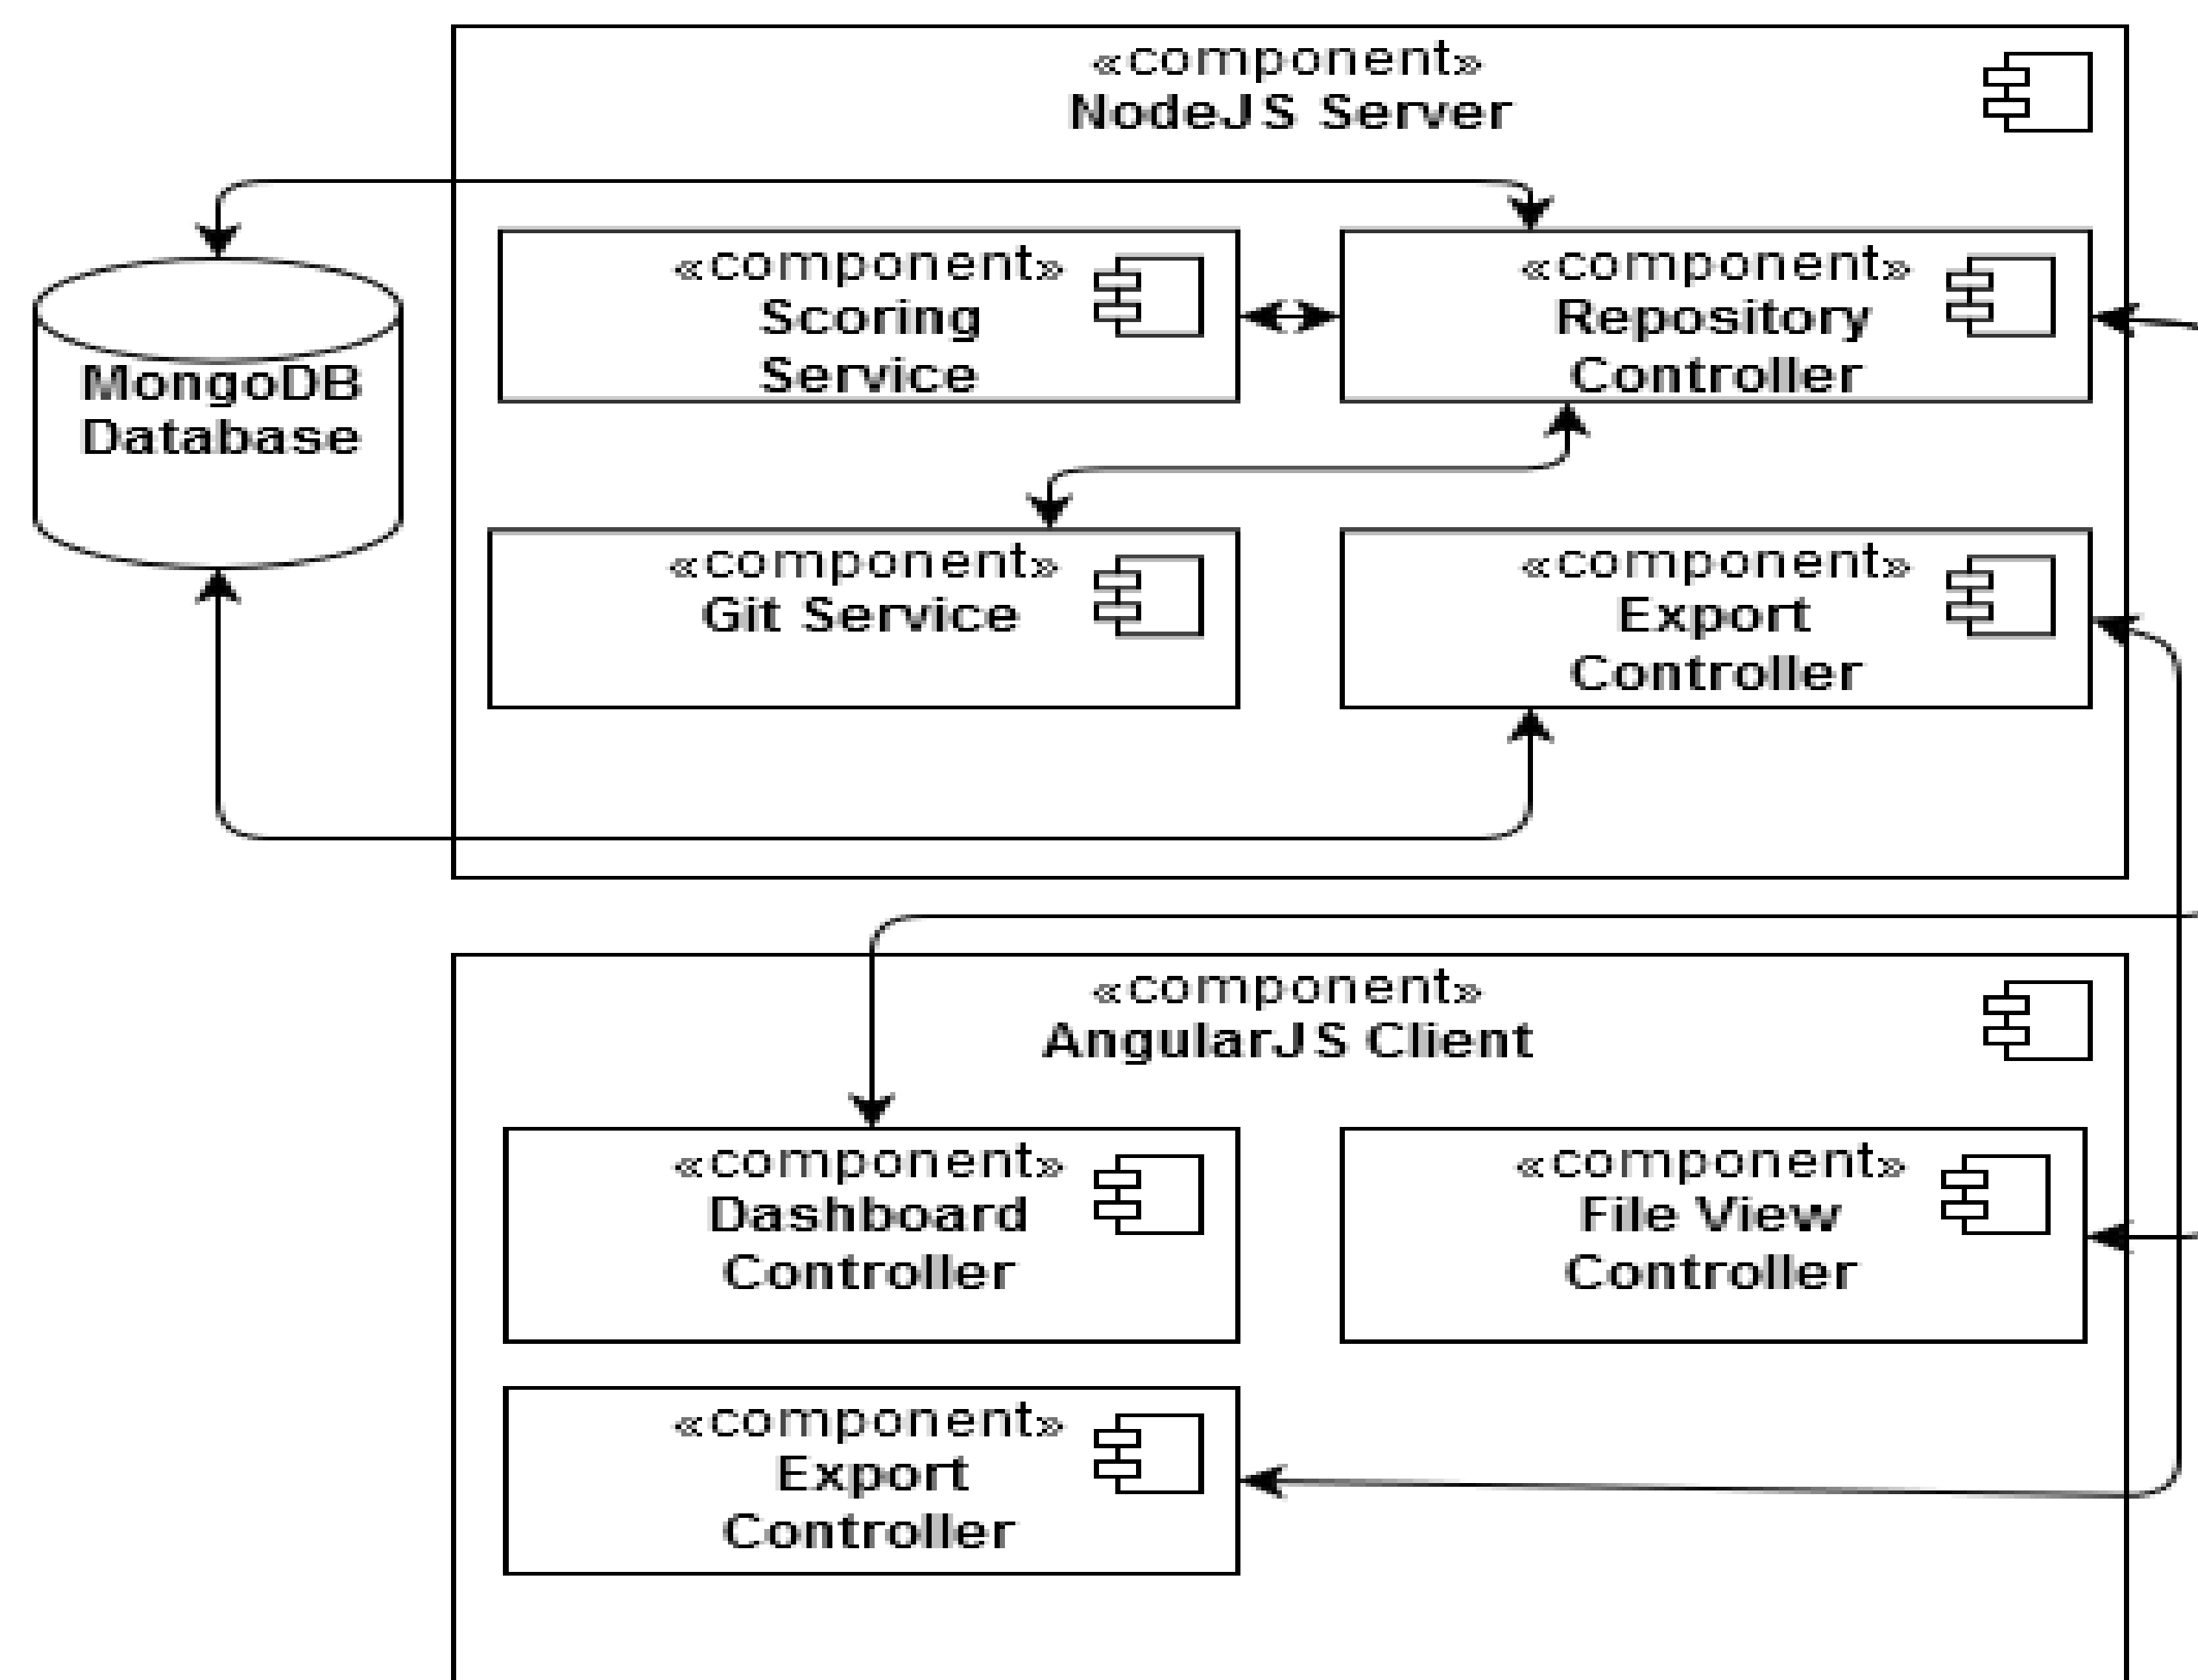 «component»
NodeJS Server
«component»
Scoring
Service
«component»
Repository
Controller
MongoDB
Database
«component»
Git Service
«component»
Export
Controller
«component»
AngularJS Client
«component»
Dashboard
Controller
«component»
File View
Controller
«component»
Export
Controller